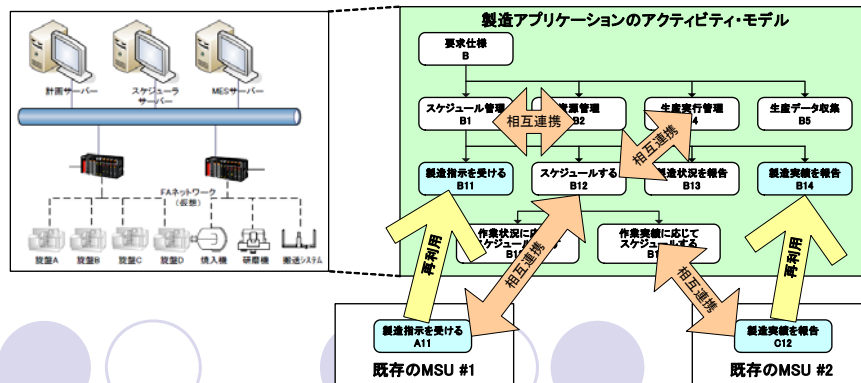 製造アプリケーションのアクティビティ・モデル
計画サーバー
スケジューラ
サーバー
MESサーバー
FAネットワーク
(仮想)
旋盤A
旋盤B
旋盤C
旋盤D
焼入機
研磨機
搬送システム
要求仕様
B
スケジュール管理
B1
資源管理
B2
生産実行管理
4
生産データ収集
B5
相互連携
相互連携
製造指示を受ける
B11
スケジュールする
B12
製造状況を報告
B13
製造実績を報告
B14
作業状況に
ケジュール
B1
作業実績に応じて
スケジュールする
B1
再利用
相互連携
相互連携
再利用
製造指示を受ける
A11
既存のMSU #1
製造実績を報告
C12
既存のMSU #2